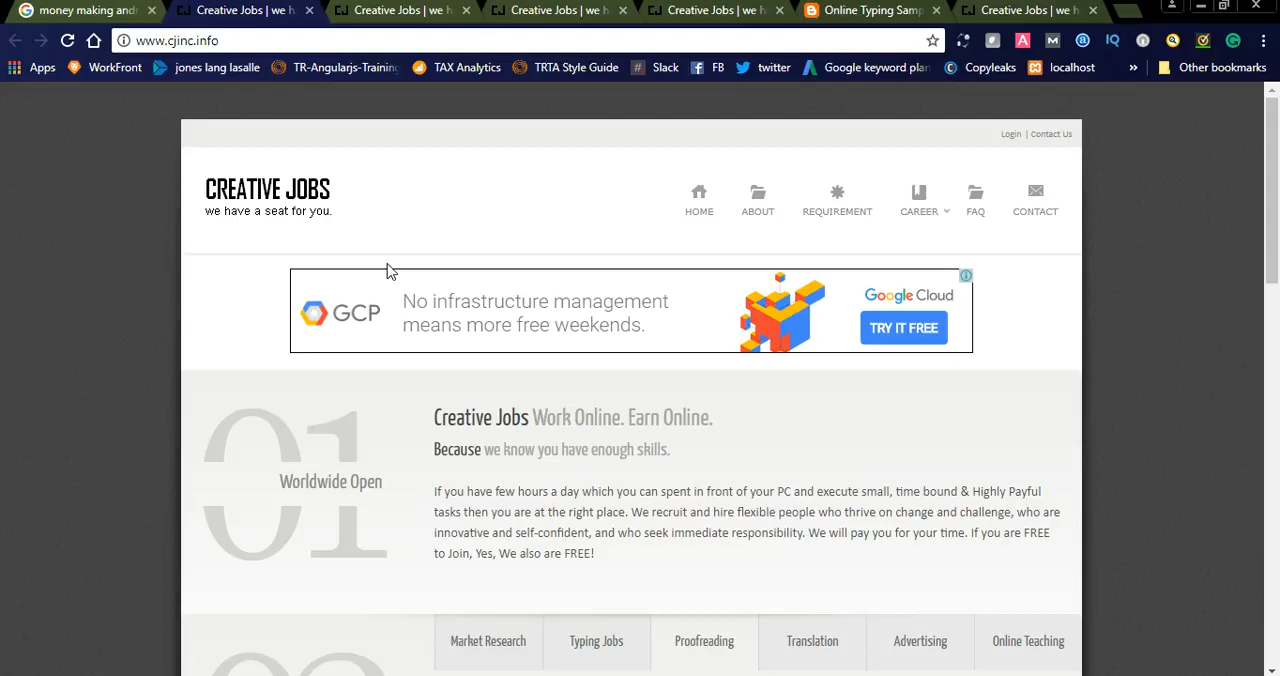 money making andr
Creative Jobs | we h
Creative Jobs | we h
Creative Jobs | we h
Creative Jobs | we h
Online Typing Samp
Creative Jobs | we h
www.cjinc.info
Apps
WorkFront
jones lang lasalle
TR-Angularjs-Training
TAX Analytics
TRTA Style Guide
Slack
FB
twitter
Google keyword plan
Copyleaks
localhost
»
Other bookmarks
Login | Contact Us
CREATIVE JOBS
we have a seat for you.
HOME
ABOUT
REQUIREMENT
CAREER
FAQ
CONTACT
GCP
No infrastructure management
means more free weekends.
Google Cloud
TRY IT FREE
01
Worldwide Open
Creative Jobs Work Online. Earn Online.
Because we know you have enough skills.
If you have few hours a day which you can spent in front of your PC and execute small, time bound & Highly Payful
tasks then you are at the right place. We recruit and hire flexible people who thrive on change and challenge, who are
innovative and self-confident, and who seek immediate responsibility. We will pay you for your time. If you are FREE
to Join, Yes, We also are FREE!
Market Research
Typing Jobs
Proofreading
Translation
Advertising
Online Teaching